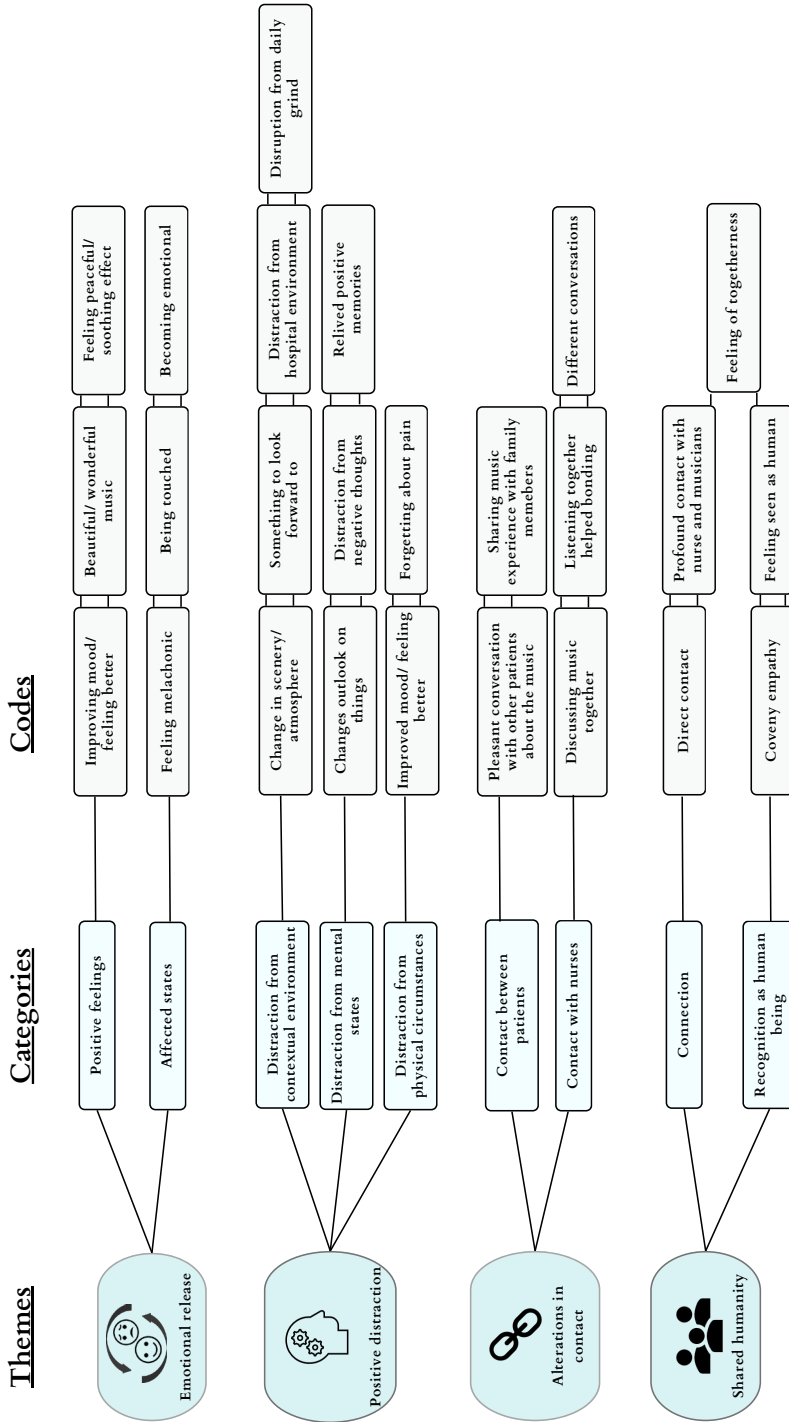 Themes
Categories
Codes
Emotional release
Positive feelings
Improving mood/
feeling better
Beautiful/ wonderful
music
Feeling peaceful/
soothing effect
Affected states
Feeling melachonic
Being touched
Becoming emotional
Positive distraction
Distraction from
contextual environment
Change in scenery/
atmosphere
Something to look
forward to
Distraction from
hospital environment
Disruption from daily
grind
Distraction from mental
states
Changes outlook on
things
Distraction from
negative thoughts
Relived positive
memories
Distraction from
physical circumstances
Improved mood/ feeling
better
Forgetting about pain
Alterations in
contact
Contact between
patients
Pleasant conversation
with other patients
about the music
Sharing music
experience with family
memebers
Contact with nurses
Discussing music
together
Listening together
helped bonding
Different conversations
Shared humanity
Connection
Direct contact
Profound contact with
nurse and musicians
Recognition as human
being
Coveny empathy
Feeling seen as human
Feeling of togetherness